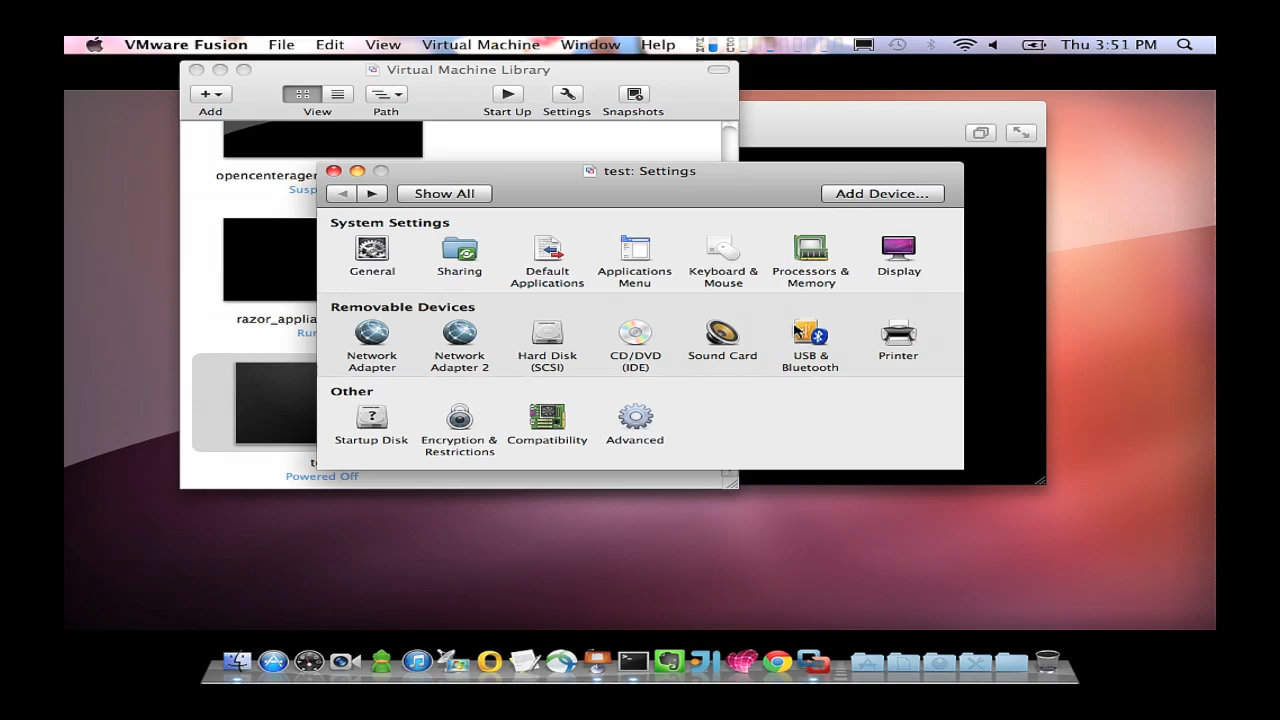 VMware Fusion File Edit View Virtual Machine Window Help Thu 3:51 PM
Virtual Machine Library
Add View Path Start Up Settings Snapshots
opencenterager
Susp
test: Settings
Show All Add Device...
System Settings
General Sharing Default Applications Applications Menu Keyboard & Mouse Processors & Memory Display
razor_applia
Run
Removable Devices
Network Adapter Network Adapter 2 Hard Disk (SCSI) CD/DVD (IDE) Sound Card USB & Bluetooth Printer
Other
Startup Disk Encryption & Restrictions Compatibility Advanced
Powered Off